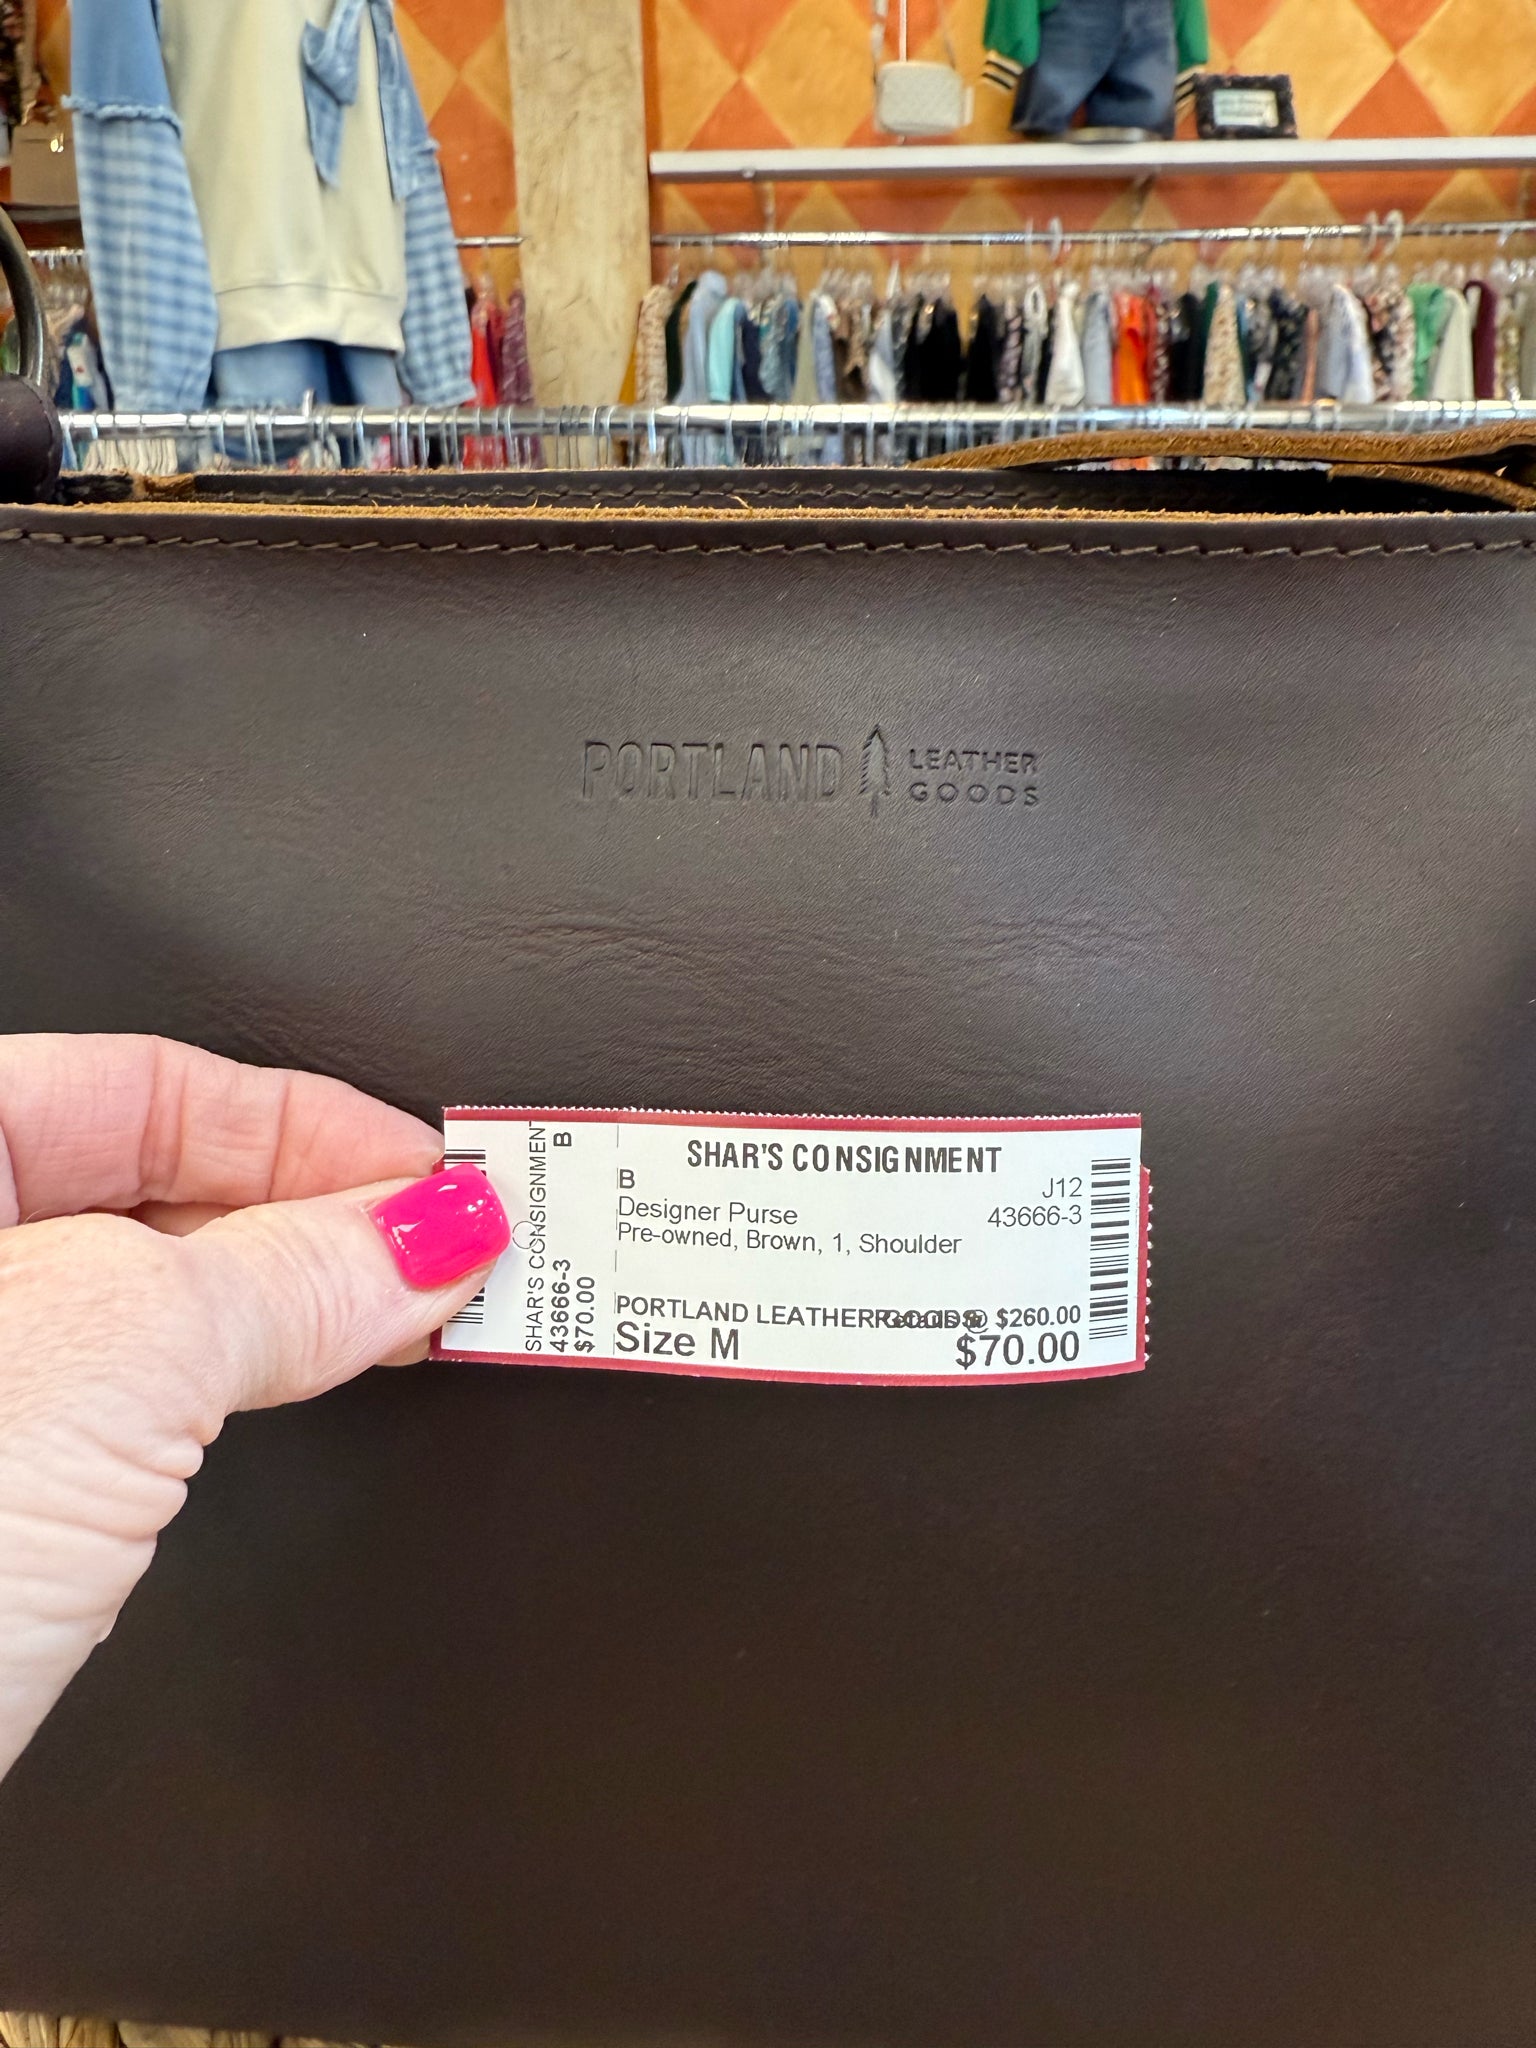 PORTLAND LEATHER
GOODS
SHAR'S CONSIGNMENT
B
43666-3
$70.00
SHAR'S CONSIGNMENT
B
J12
Designer Purse
43666-3
Pre-owned, Brown, 1, Shoulder
PORTLAND LEATHER GOODS Retails @ $260.00
Size M
$70.00